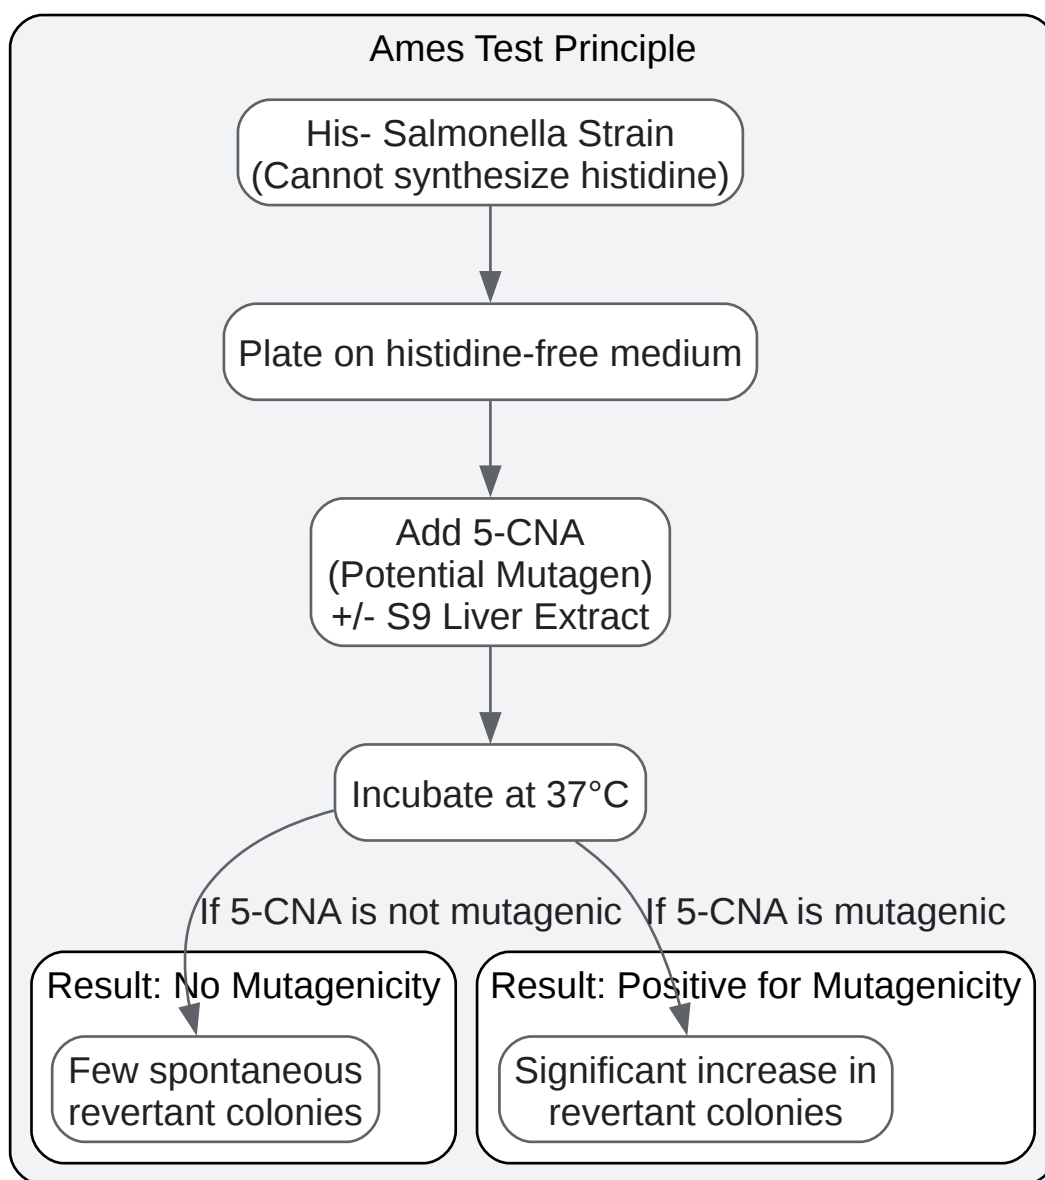 Ames Test Principle
His- Salmonella Strain
(Cannot synthesize histidine)
Plate on histidine-free medium
Add 5-CNA
(Potential Mutagen)
+/- S9 Liver Extract
Incubate at 37°C
If 5-CNA is not mutagenic
If 5-CNA is mutagenic
Result: No Mutagenicity
Few spontaneous
revertant colonies
Result: Positive for Mutagenicity
Significant increase in
revertant colonies